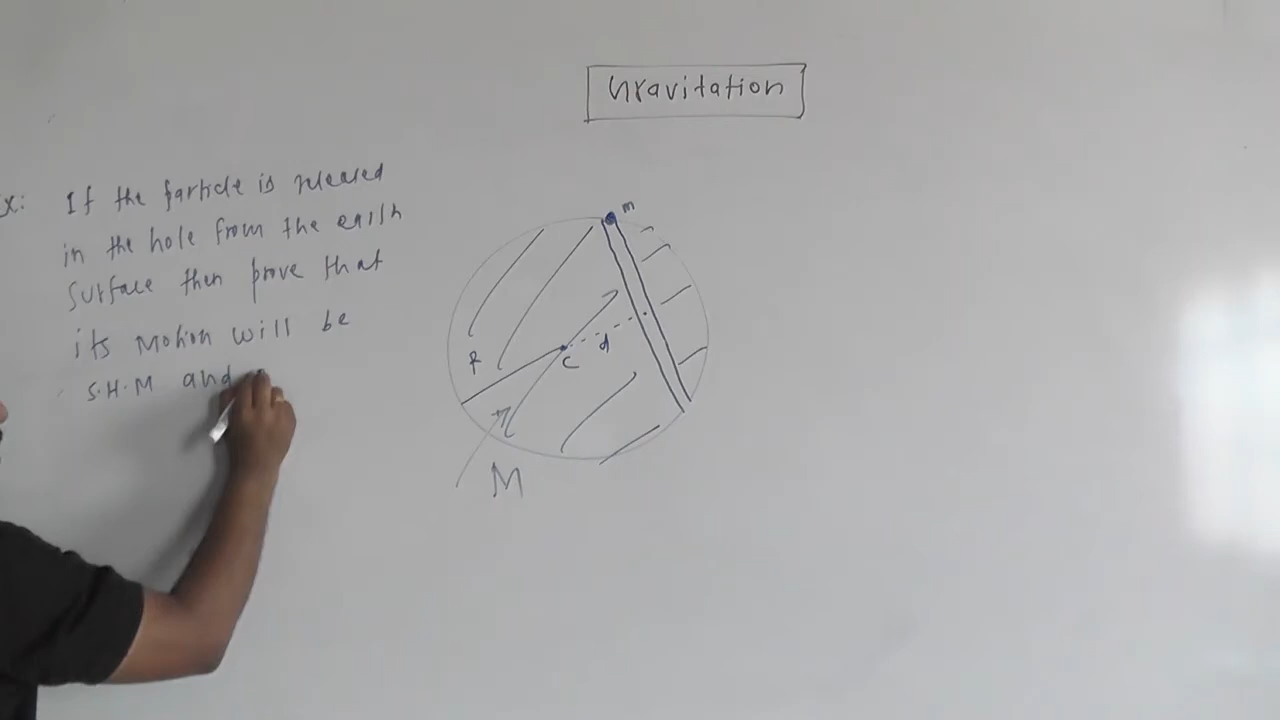 Gravitation
Ex: If the particle is released
in the hole from the earth
surface then prove that
its Motion will be
S.H.M and
m
R
C
d
M